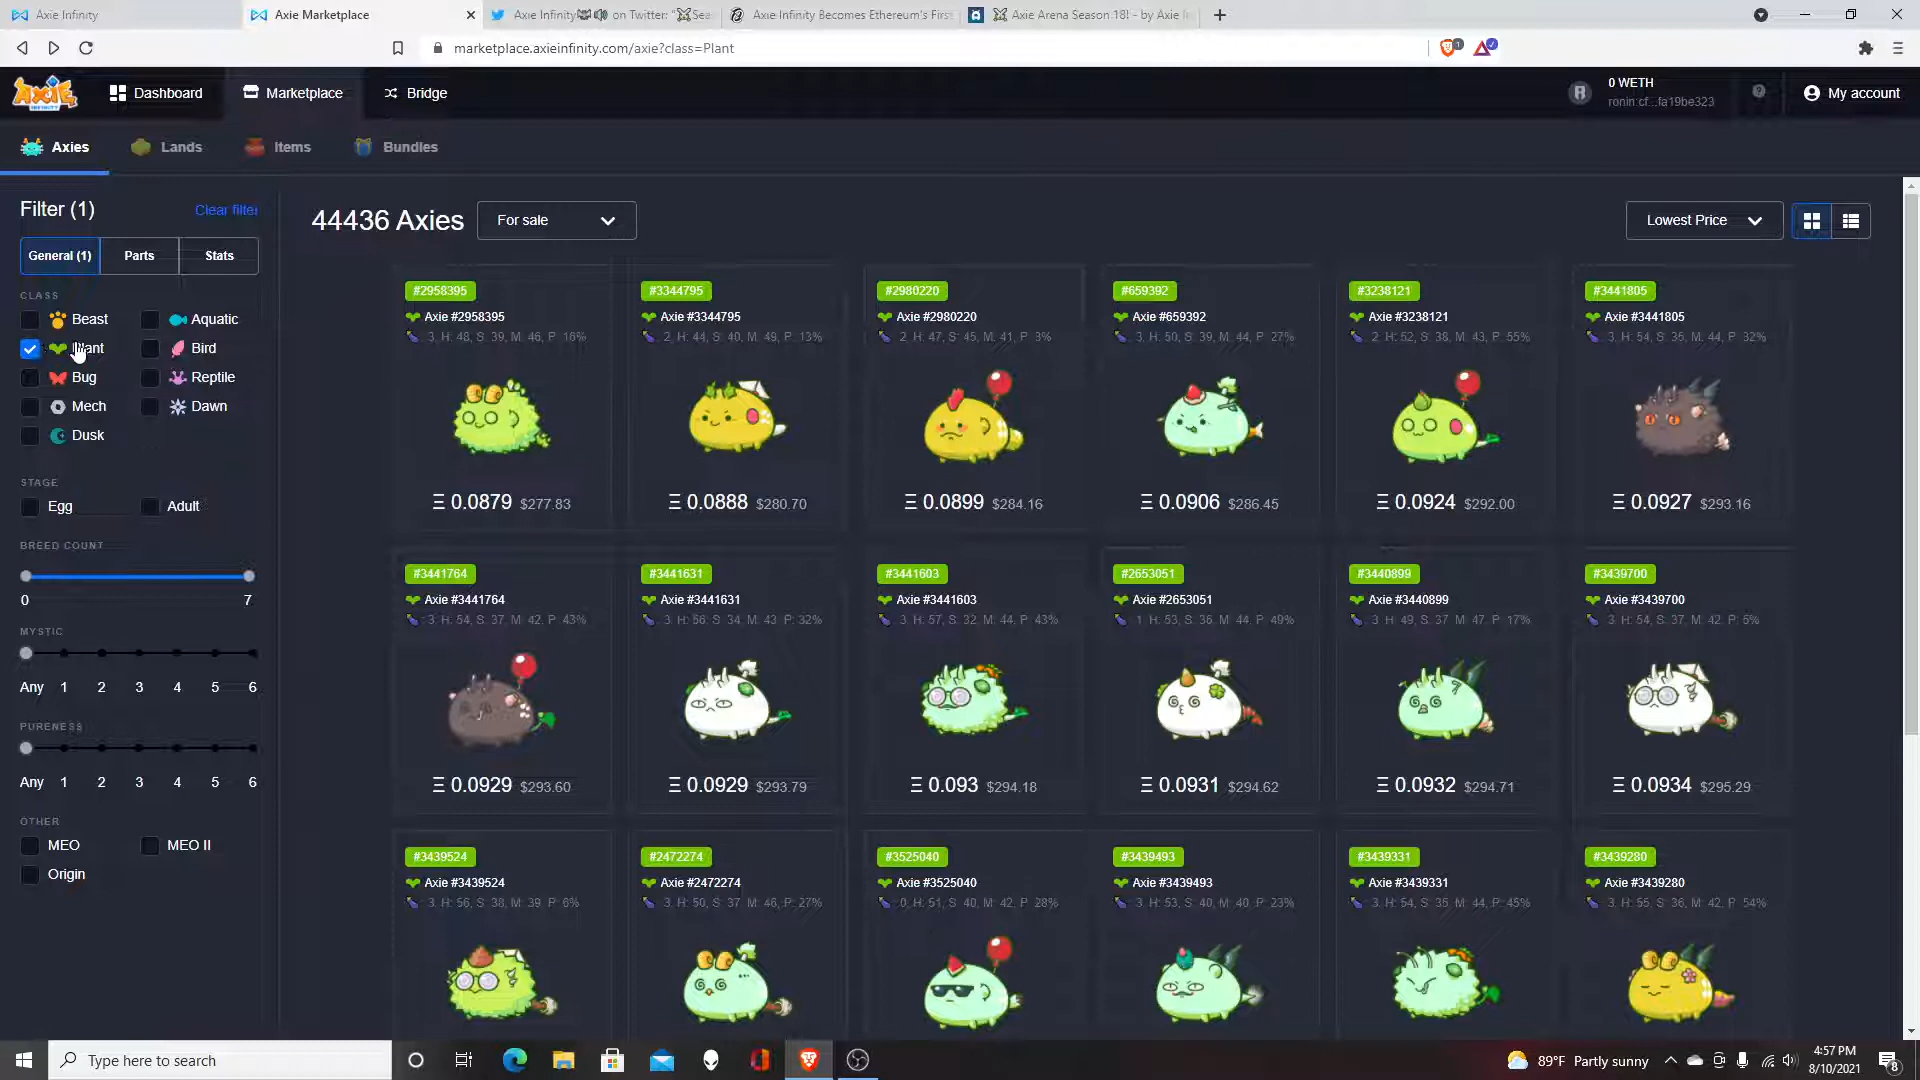 Axie Infinity
Axie Marketplace
Axie Infinity on Twitter: "Sea
Axie Infinity Becomes Ethereum's First
Axie Arena Season 18! - by Axie In
marketplace.axieinfinity.com/axie?class=Plant
AXIE INFINITY
Dashboard
Marketplace
Bridge
0 WETH
ronin:cf...fa19be323
My account
Axies
Lands
Items
Bundles
Filter (1)
Clear filter
General (1)
Parts
Stats
CLASS
Beast
Aquatic
Plant
Bird
Bug
Reptile
Mech
Dawn
Dusk
STAGE
Egg
Adult
BREED COUNT
0
7
MYSTIC
Any 1 2 3 4 5 6
PURENESS
Any 1 2 3 4 5 6
OTHER
MEO
MEO II
Origin
44436 Axies
For sale
Lowest Price
#2958395
Axie #2958395
3, H: 48, S: 39, M: 46, P: 16%
Ξ 0.0879 $277.83
#3344795
Axie #3344795
2, H: 44, S: 40, M: 49, P: 13%
Ξ 0.0888 $280.70
#2980220
Axie #2980220
2, H: 47, S: 45, M: 41, P: 3%
Ξ 0.0899 $284.16
#659392
Axie #659392
3, H: 50, S: 39, M: 44, P: 27%
Ξ 0.0906 $286.45
#3238121
Axie #3238121
2, H: 52, S: 38, M: 43, P: 55%
Ξ 0.0924 $292.00
#3441805
Axie #3441805
3, H: 54, S: 35, M: 44, P: 32%
Ξ 0.0927 $293.16
#3441764
Axie #3441764
3, H: 54, S: 37, M: 42, P: 43%
Ξ 0.0929 $293.60
#3441631
Axie #3441631
3, H: 56, S: 34, M: 43, P: 32%
Ξ 0.0929 $293.79
#3441603
Axie #3441603
3, H: 57, S: 32, M: 44, P: 43%
Ξ 0.093 $294.18
#2653051
Axie #2653051
1, H: 53, S: 36, M: 44, P: 49%
Ξ 0.0931 $294.62
#3440899
Axie #3440899
3, H: 49, S: 37, M: 47, P: 17%
Ξ 0.0932 $294.71
#3439700
Axie #3439700
3, H: 54, S: 37, M: 42, P: 5%
Ξ 0.0934 $295.29
#3439524
Axie #3439524
3, H: 56, S: 38, M: 39, P: 6%
#2472274
Axie #2472274
3, H: 50, S: 37, M: 46, P: 27%
#3525040
Axie #3525040
0, H: 51, S: 40, M: 42, P: 28%
#3439493
Axie #3439493
3, H: 53, S: 40, M: 40, P: 23%
#3439331
Axie #3439331
3, H: 54, S: 35, M: 44, P: 45%
#3439280
Axie #3439280
3, H: 55, S: 36, M: 42, P: 54%
Type here to search
89°F Partly sunny
4:57 PM
8/10/2021
8